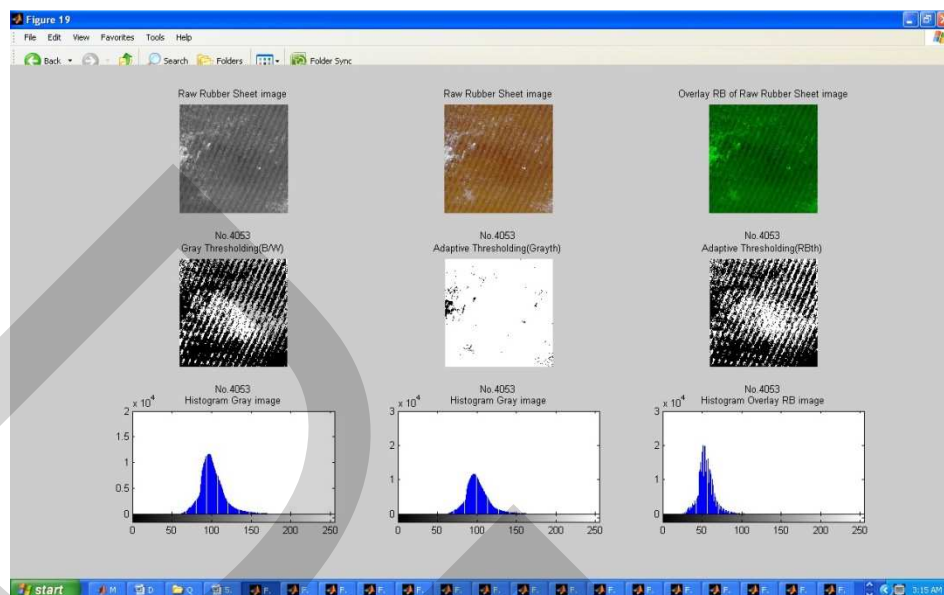 Figure 19
File Edit View Favorites Tools Help
Back Search Folders Folder Sync
Raw Rubber Sheet image Raw Rubber Sheet image Overlay RB of Raw Rubber Sheet image
No.4053 No.4053 No.4053
Gray Thresholding(B/W) Adaptive Thresholding(Grayth) Adaptive Thresholding(RBth)
No.4053 No.4053 No.4053
x 10^4 Histogram Gray image x 10^4 Histogram Gray image x 10^4 Histogram Overlay RB image
2 3 3
1.5 2 2
1 1 1
0.5
0 0 0
0 50 100 150 200 250 0 50 100 150 200 250 0 50 100 150 200 250
start M D Q S. F. F. F. F. F. F. F. F. F. F. F. F. F. F. F. F. 3:15 AM